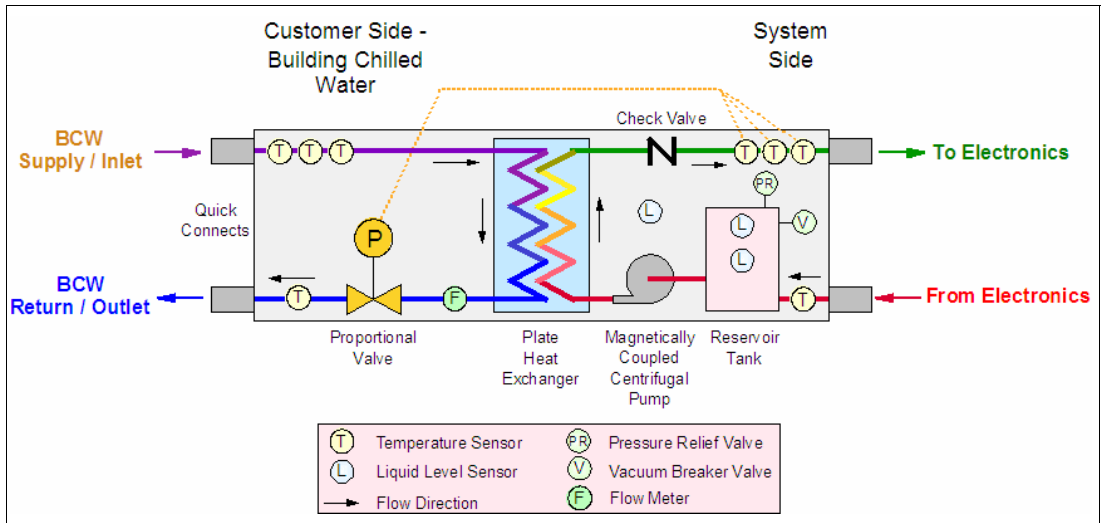 Customer Side -
Building Chilled
Water
System
Side
Check Valve
BCW
Supply / Inlet
T T T
T T T
To Electronics
PR
Quick
Connects
L
P
L
V
L
BCW
Return / Outlet
T
F
T
From Electronics
Proportional
Valve
Plate
Heat
Exchanger
Magnetically
Coupled
Centrifugal
Pump
Reservoir
Tank
T Temperature Sensor
PR Pressure Relief Valve
L Liquid Level Sensor
V Vacuum Breaker Valve
Flow Direction
F Flow Meter